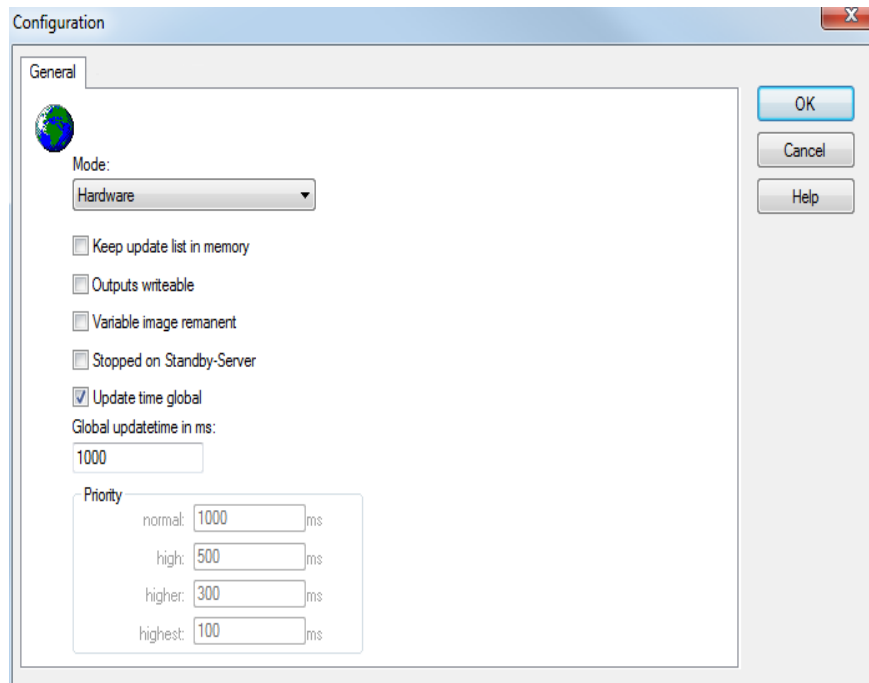 Configuration
X
General
OK
Cancel
Help
Mode:
Hardware
Keep update list in memory
Outputs writeable
Variable image remanent
Stopped on Standby-Server
Update time global
Global updatetime in ms:
1000
Priority
normal: 1000 ms
high: 500 ms
higher: 300 ms
highest: 100 ms